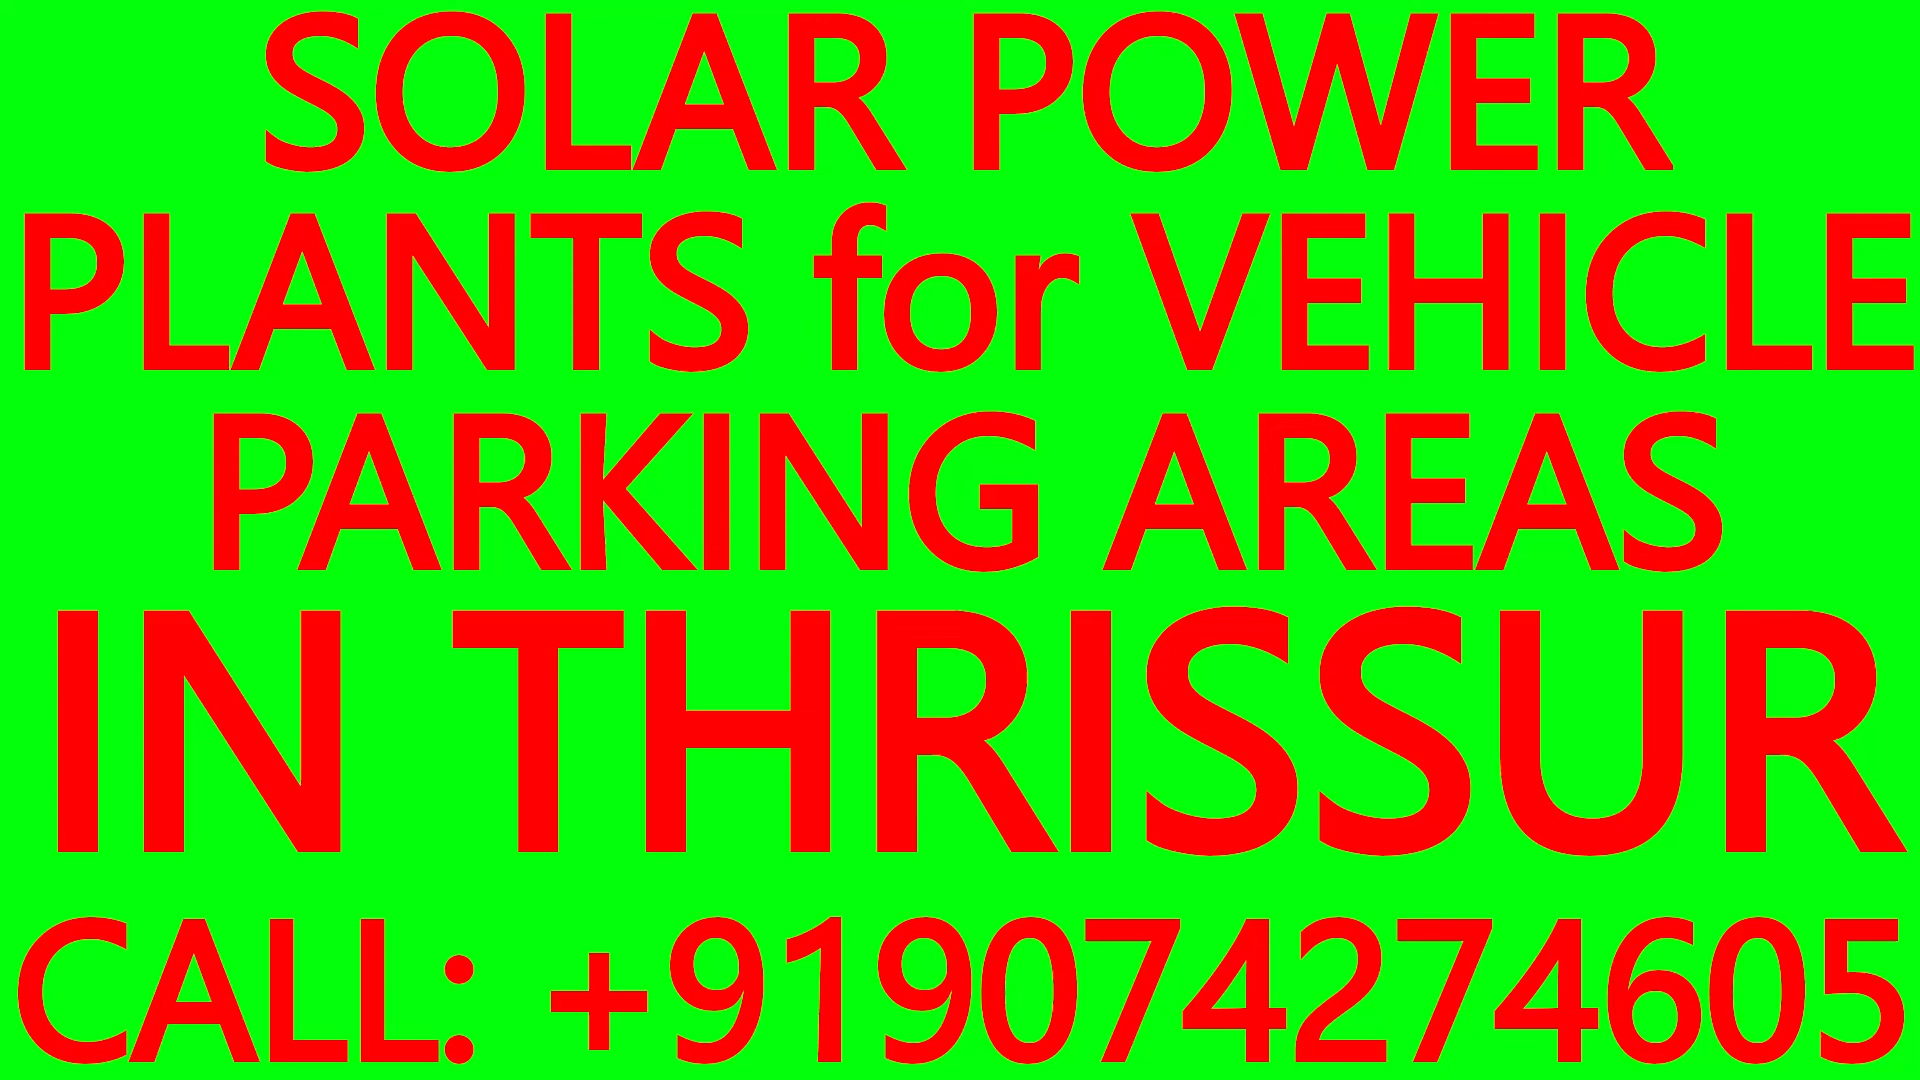 SOLAR POWER
PLANTS for VEHICLE
PARKING AREAS
IN THRISSUR
CALL: +919074274605